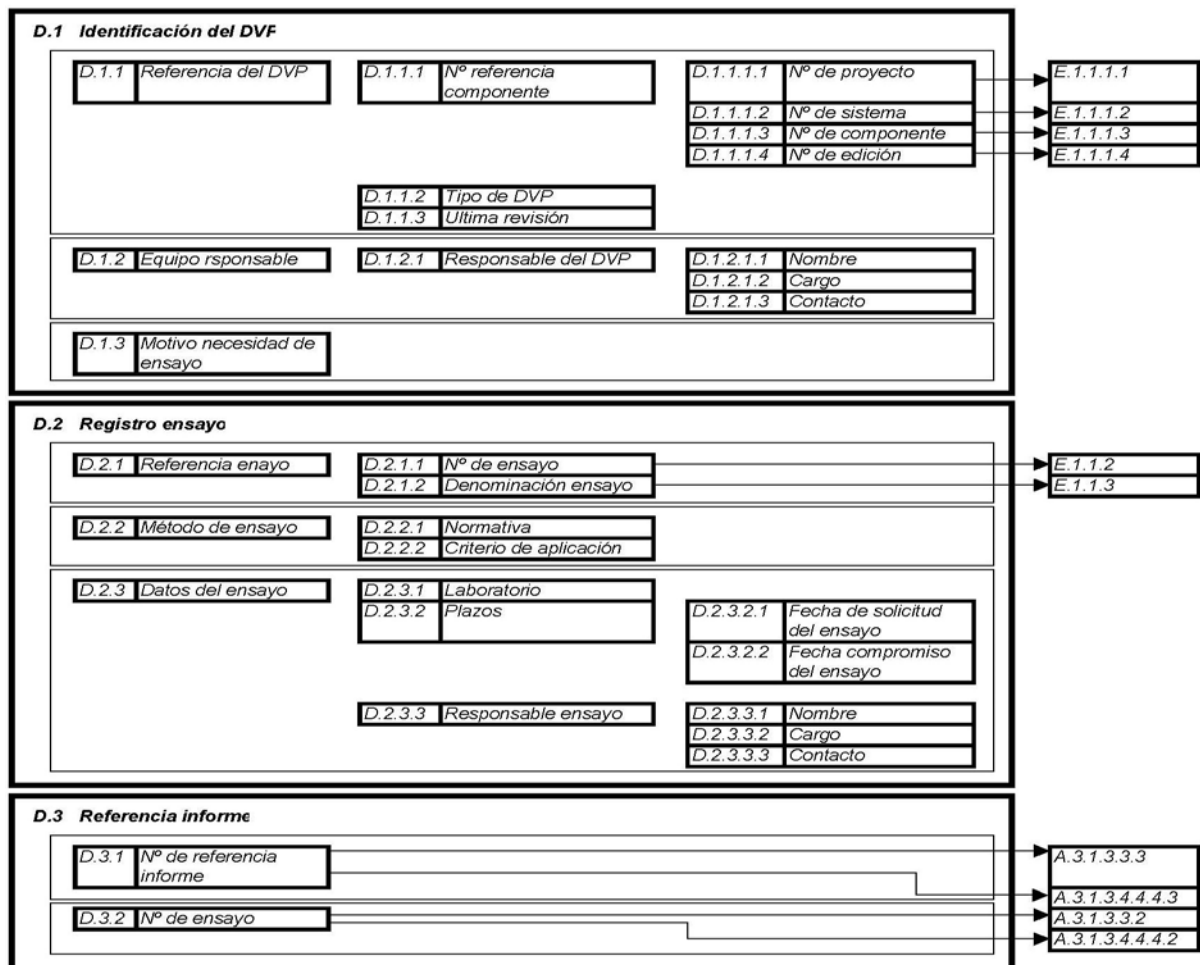 D.1 Identificación del DVP
D.1.1 Referencia del DVP D.1.1.1 Nº referencia D.1.1.1.1 Nº de proyecto E.1.1.1.1
componente
D.1.1.1.2 Nº de sistema E.1.1.1.2
D.1.1.1.3 Nº de componente E.1.1.1.3
D.1.1.1.4 Nº de edición E.1.1.1.4
D.1.1.2 Tipo de DVP
D.1.1.3 Ultima revisión
D.1.2 Equipo rsponsable D.1.2.1 Responsable del DVP D.1.2.1.1 Nombre
D.1.2.1.2 Cargo
D.1.2.1.3 Contacto
D.1.3 Motivo necesidad de
ensayo
D.2 Registro ensayo
D.2.1 Referencia enayo D.2.1.1 Nº de ensayo E.1.1.2
D.2.1.2 Denominación ensayo E.1.1.3
D.2.2 Método de ensayo D.2.2.1 Normativa
D.2.2.2 Criterio de aplicación
D.2.3 Datos del ensayo D.2.3.1 Laboratorio
D.2.3.2 Plazos D.2.3.2.1 Fecha de solicitud
del ensayo
D.2.3.2.2 Fecha compromiso
del ensayo
D.2.3.3 Responsable ensayo D.2.3.3.1 Nombre
D.2.3.3.2 Cargo
D.2.3.3.3 Contacto
D.3 Referencia informe
D.3.1 Nº de referencia A.3.1.3.3.3
informe
A.3.1.3.4.4.4.3
D.3.2 Nº de ensayo A.3.1.3.3.2
A.3.1.3.4.4.4.2